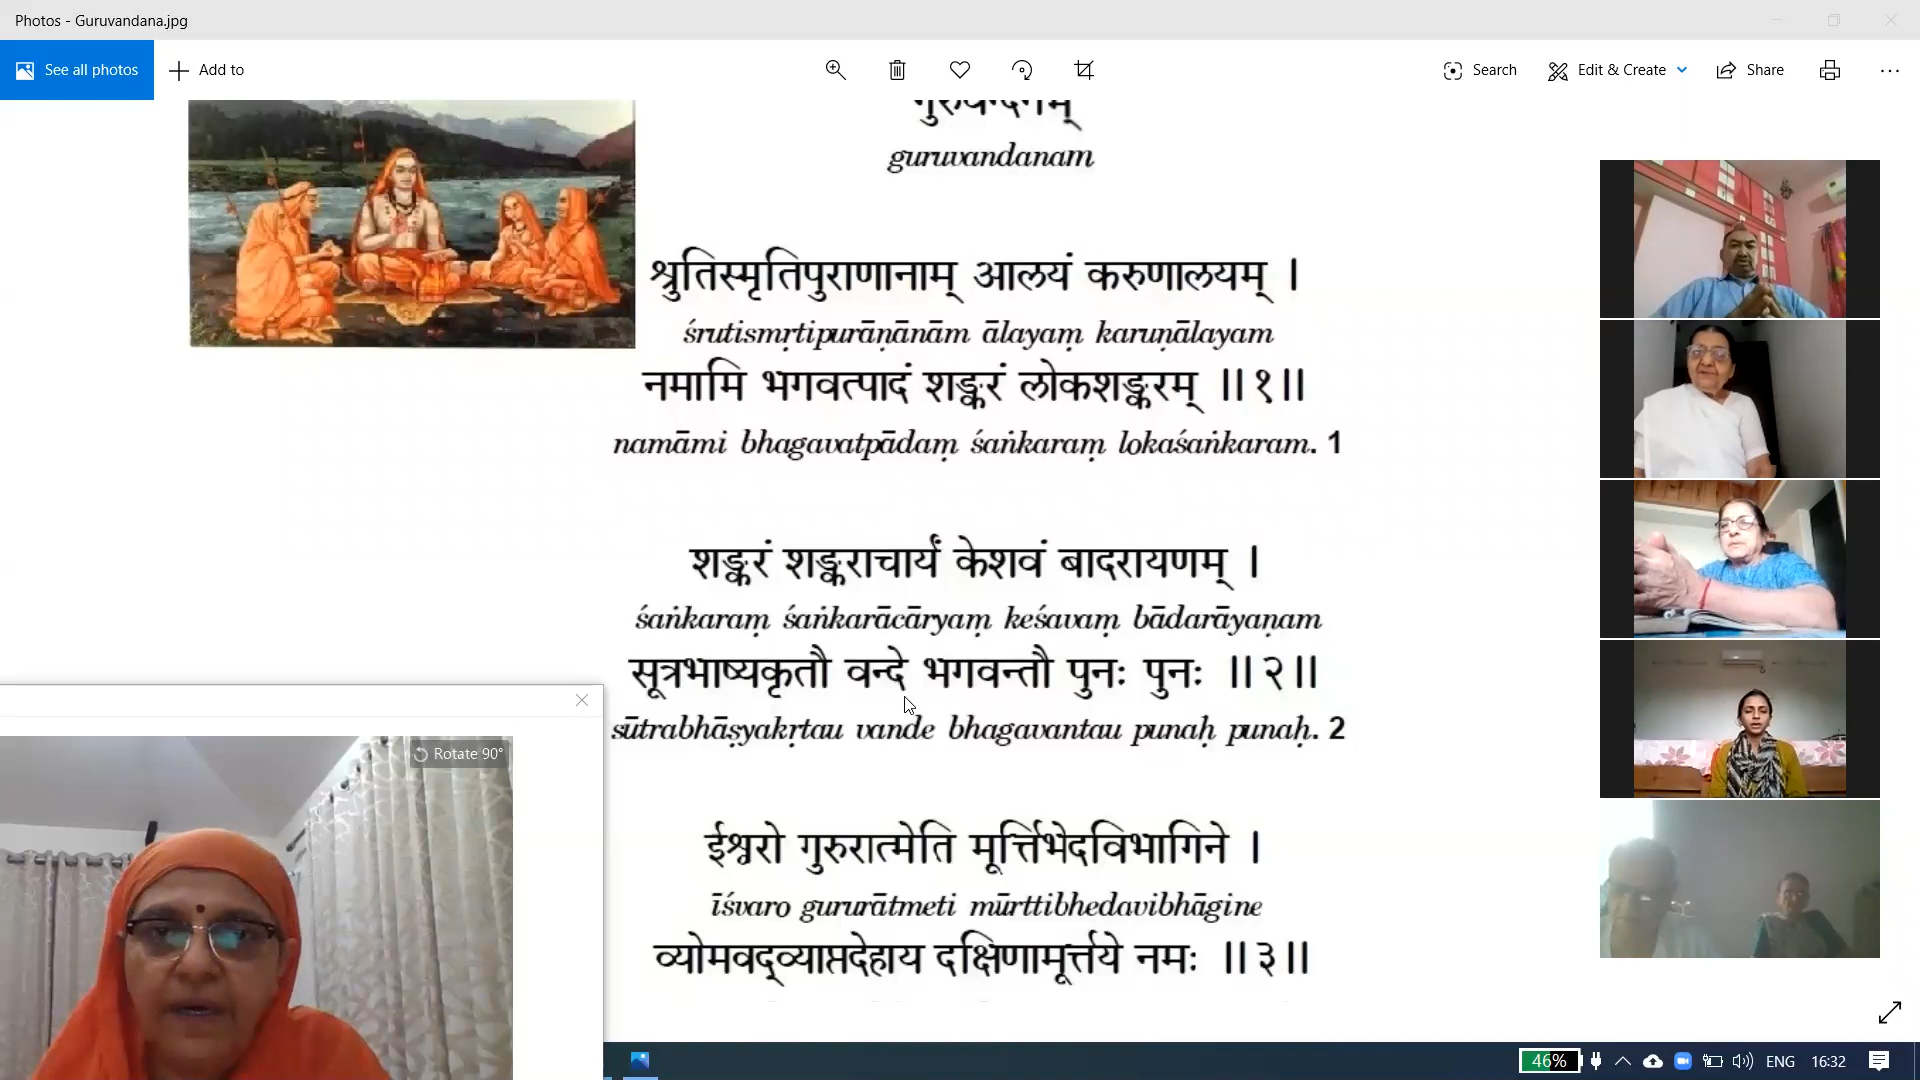 Photos - Guruvandana.jpg
See all photos
Add to
Search
Edit & Create
Share
guruvandanam
श्रुतिस्मृतिपुराणानाम् आलयं करुणालयम् ।
śrutismṛtipurāṇānām ālayaṃ karuṇālayam
नमामि भगवत्पादं शङ्करं लोकशङ्करम् ॥१॥
namāmi bhagavatpādaṃ śaṅkaraṃ lokaśaṅkaram. 1
शङ्करं शङ्कराचार्यं केशवं बादरायणम् ।
śaṅkaraṃ śaṅkarācāryaṃ keśavaṃ bādarāyaṇam
सूत्रभाष्यकृतौ वन्दे भगवन्तौ पुनः पुनः ॥२॥
sūtrabhāṣyakṛtau vande bhagavantau punaḥ punaḥ. 2
ईश्वरो गुरुरात्मेति मूर्त्तिभेदविभागिने ।
īśvaro gururātmeti mūrttibhedavibhāgine
व्योमवद्व्याप्तदेहाय दक्षिणामूर्त्तये नमः ॥३॥
Rotate 90°
46%
ENG
16:32